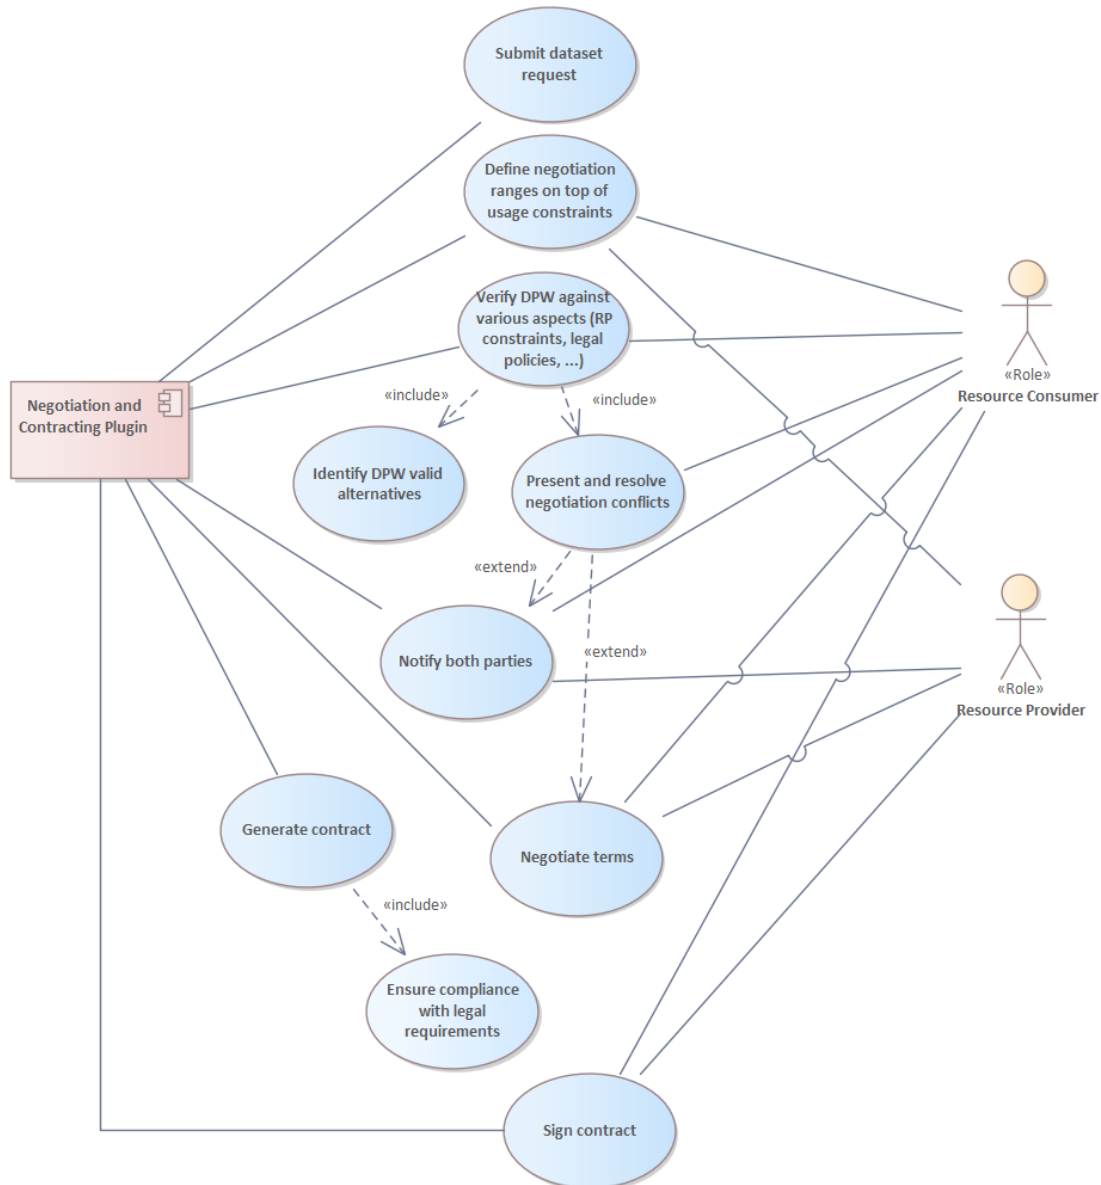 Submit dataset
request
Define negotiation
ranges on top of
usage constraints
Verify DPW against
various aspects (RP
constraints, legal
policies, ...)
«Role»
Resource Consumer
Negotiation and
Contracting Plugin
«include»
«include»
Identify DPW valid
alternatives
Present and resolve
negotiation conflicts
«extend»
«extend»
Notify both parties
«Role»
Resource Provider
Generate contract
Negotiate terms
«include»
Ensure compliance
with legal
requirements
Sign contract